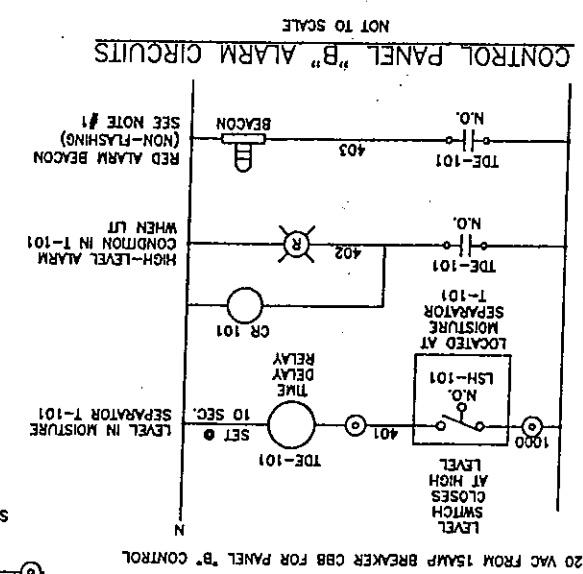 20 VAC FROM 15AMP BREAKER CBB FOR PANEL "B" CONTROL
N
LEVEL
SWITCH
CLOSES
AT HIGH
LEVEL
1000
N.O.
LSH-101
LOCATED AT
MOISTURE
SEPARATOR
T-101
401
TDE-101
TIME
DELAY
RELAY
SET @ 10 SEC.
LEVEL IN MOISTURE
SEPARATOR T-101
CR 101
TDE-101
N.O.
402
R
HIGH-LEVEL ALARM
CONDITION IN T-101
WHEN LIT
TDE-101
N.O.
403
BEACON
RED ALARM BEACON
(NON-FLASHING)
SEE NOTE #1
CONTROL PANEL "B" ALARM CIRCUITS
NOT TO SCALE
S